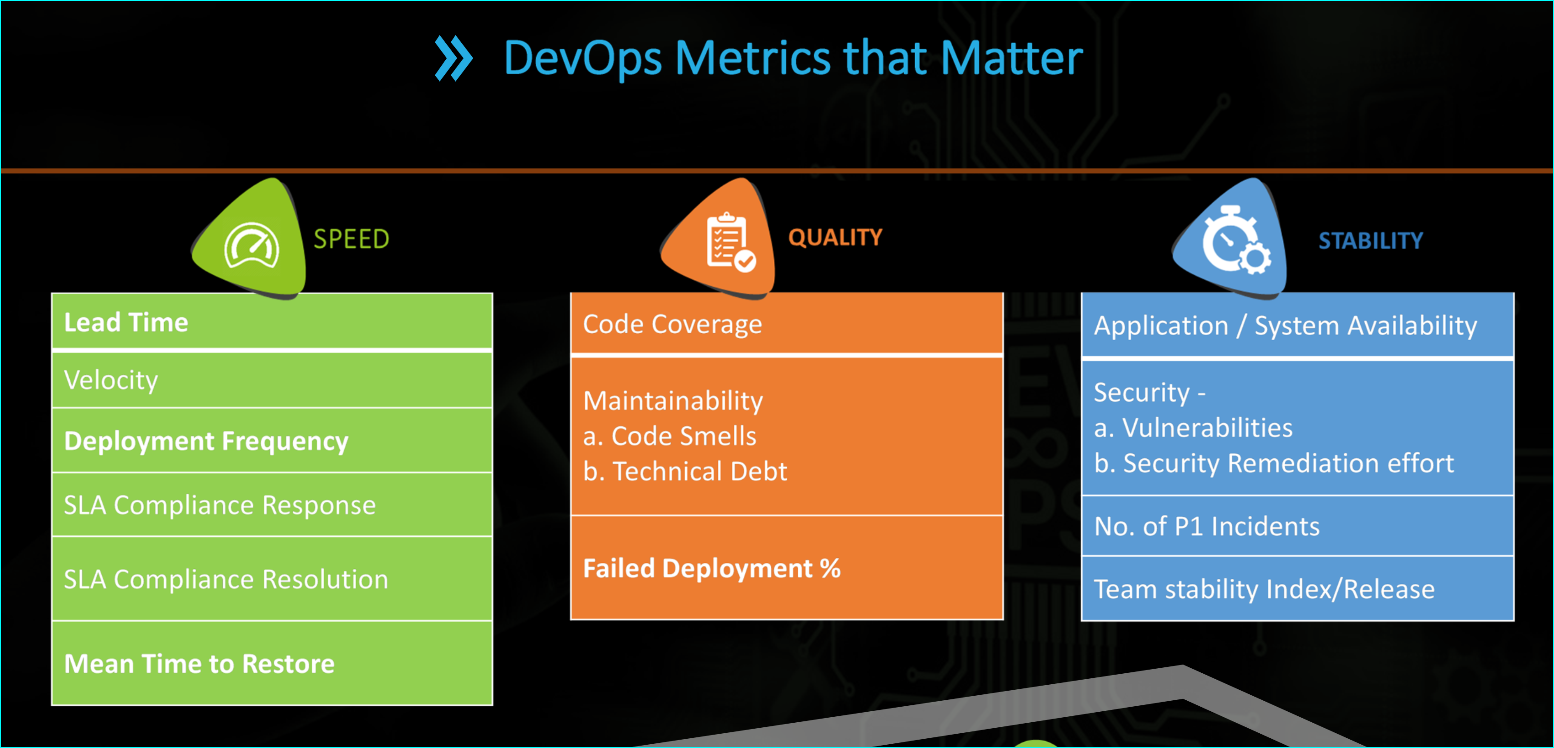 DevOps Metrics that Matter
SPEED
Lead Time
Velocity
Deployment Frequency
SLA Compliance Response
SLA Compliance Resolution
Mean Time to Restore
QUALITY
Code Coverage
Maintainability
a. Code Smells
b. Technical Debt
Failed Deployment %
STABILITY
Application / System Availability
Security -
a. Vulnerabilities
b. Security Remediation effort
No. of P1 Incidents
Team stability Index/Release